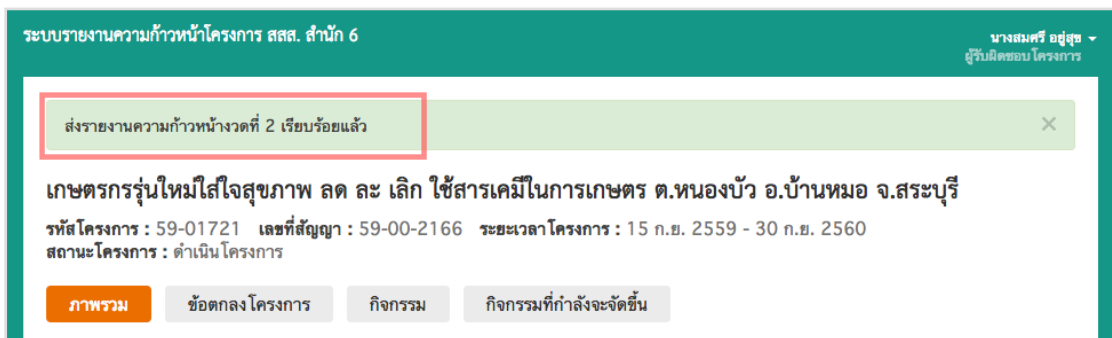 ระบบรายงานความก้าวหน้าโครงการ สสส. สำนัก 6
นางสมศรี อยู่สุข
ผู้รับผิดชอบโครงการ
ส่งรายงานความก้าวหน้างวดที่ 2 เรียบร้อยแล้ว
เกษตรกรรุ่นใหม่ใส่ใจสุขภาพ ลด ละ เลิก ใช้สารเคมีในการเกษตร ต.หนองบัว อ.บ้านหมอ จ.สระบุรี
รหัสโครงการ : 59-01721 เลขที่สัญญา : 59-00-2166 ระยะเวลาโครงการ : 15 ก.ย. 2559 - 30 ก.ย. 2560
สถานะโครงการ : ดำเนินโครงการ
ภาพรวม ข้อตกลงโครงการ กิจกรรม กิจกรรมที่กำลังจะจัดขึ้น